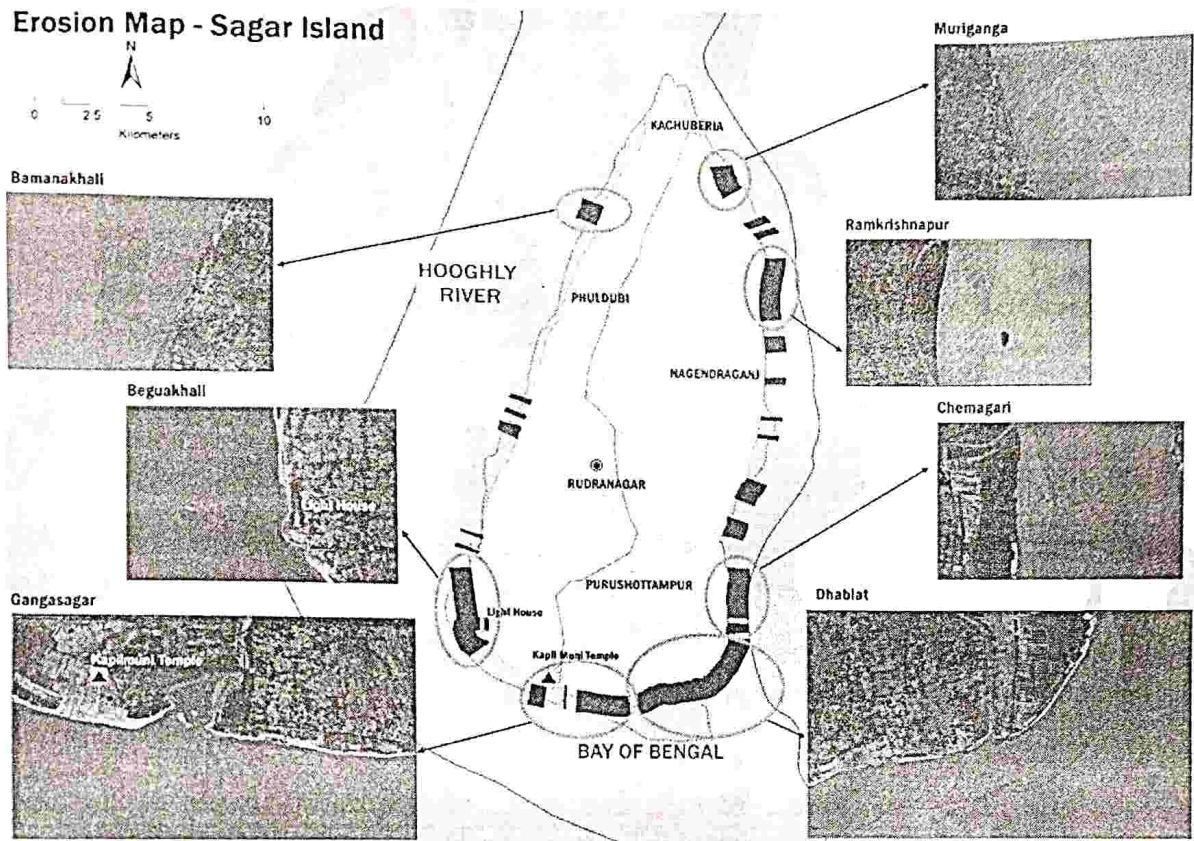 Erosion Map - Sagar Island
N
0 2.5 5 10
Kilometers
Muriganga
KACHUBERIA
Bamanakhali
Ramkrishnapur
HOOGHLY
RIVER
PHULDUBI
NAGENDRAGANJ
Beguakhali
Light House
Chemagari
RUDRANAGAR
PURUSHOTTAMPUR
Gangasagar
Kapilmuni Temple
Light House
Kapil Muni Temple
Dhablat
BAY OF BENGAL